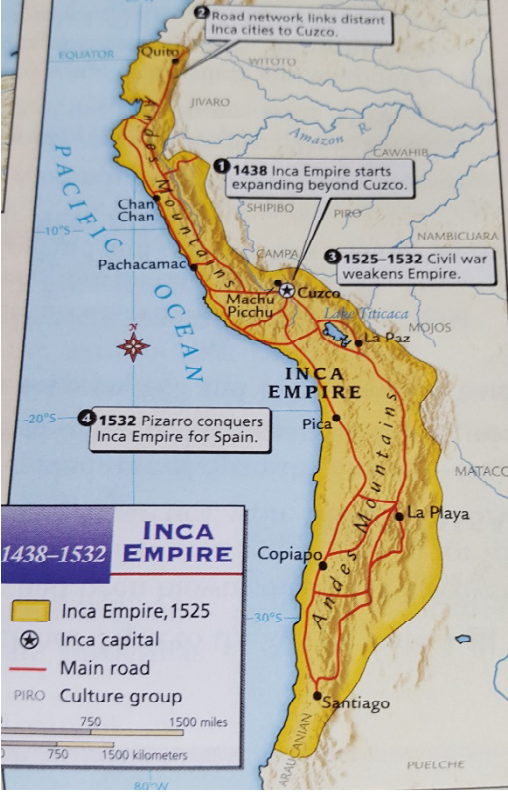 2 Road network links distant
Inca cities to Cuzco.
EQUATOR
Quito
WITOTO
JIVARO
Amazon R
CAWAHIB
1 1438 Inca Empire starts
expanding beyond Cuzco.
PACIFIC OCEAN
Andes Mountains
SHIPIBO
PIRO
Chan
Chan
10°S
NAMBICUARA
CAMPA
3 1525–1532 Civil war
weakens Empire.
Pachacamac
Machu
Picchu
Cuzco
Lake Titicaca
MOJOS
La Paz
INCA
EMPIRE
4 1532 Pizarro conquers
Inca Empire for Spain.
20°S
Pica
Andes Mountains
MATACO
La Playa
Copiapo
30°S
Santiago
ARAUCANIAN
PUELCHE
80°W
1438–1532
INCA
EMPIRE
Inca Empire, 1525
Inca capital
Main road
PIRO Culture group
750 1500 miles
750 1500 kilometers